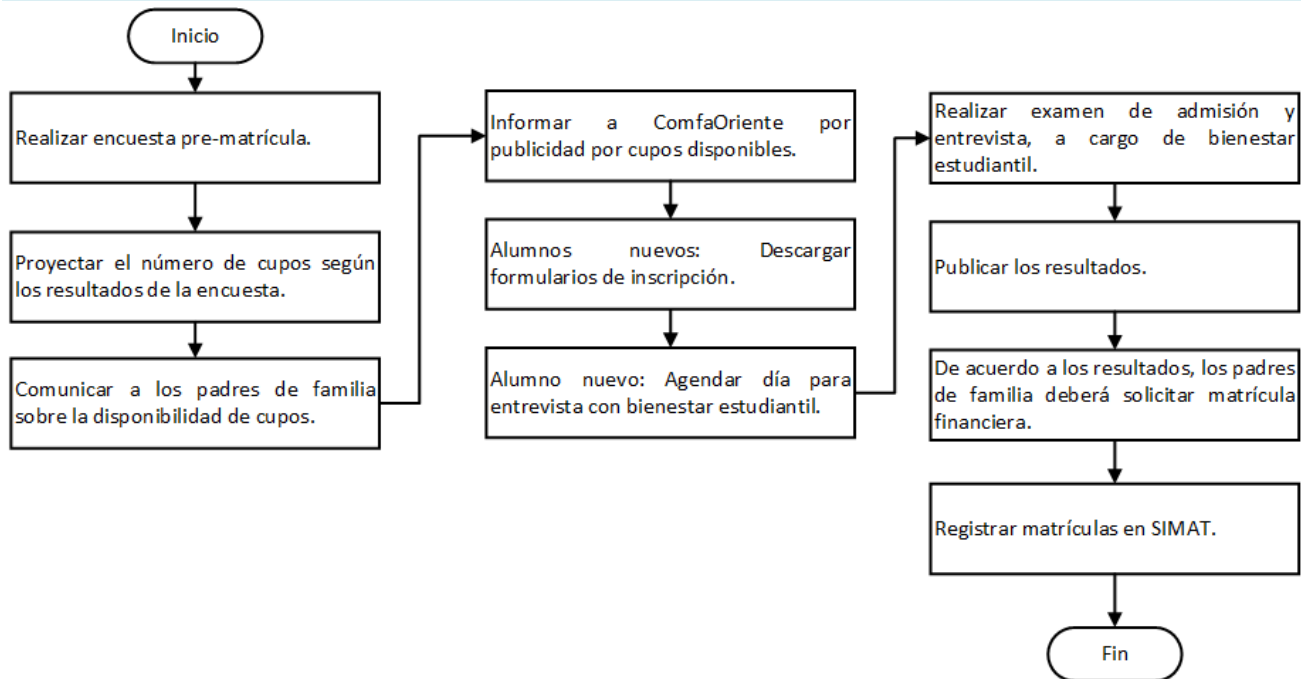 Inicio
Realizar encuesta pre-matrícula.
Proyectar el número de cupos según
los resultados de la encuesta.
Comunicar a los padres de familia
sobre la disponibilidad de cupos.
Informar a ComfaOriente por
publicidad por cupos disponibles.
Alumnos nuevos: Descargar
formularios de inscripción.
Alumno nuevo: Agendar día para
entrevista con bienestar estudiantil.
Realizar examen de admisión y
entrevista, a cargo de bienestar
estudiantil.
Publicar los resultados.
De acuerdo a los resultados, los padres
de familia deberá solicitar matrícula
financiera.
Registrar matrículas en SIMAT.
Fin